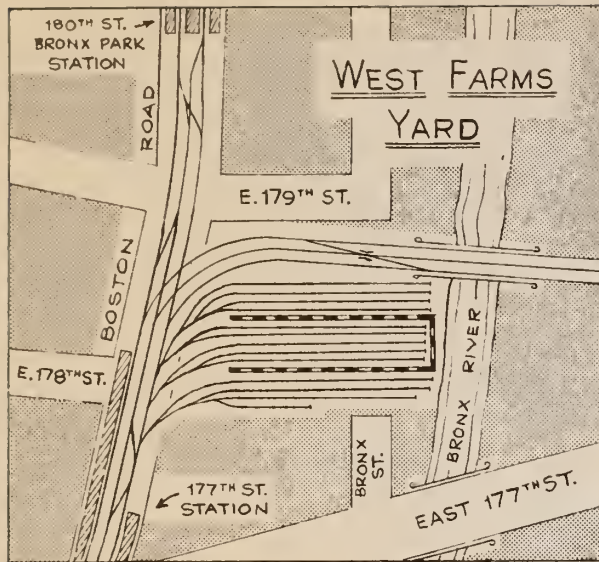 180TH ST.
BRONX PARK
STATION
WEST FARMS
YARD
ROAD
E. 179TH ST.
BOSTON
E. 178TH ST.
BRONX RIVER
BRONX
ST.
177TH ST.
STATION
EAST 177TH ST.